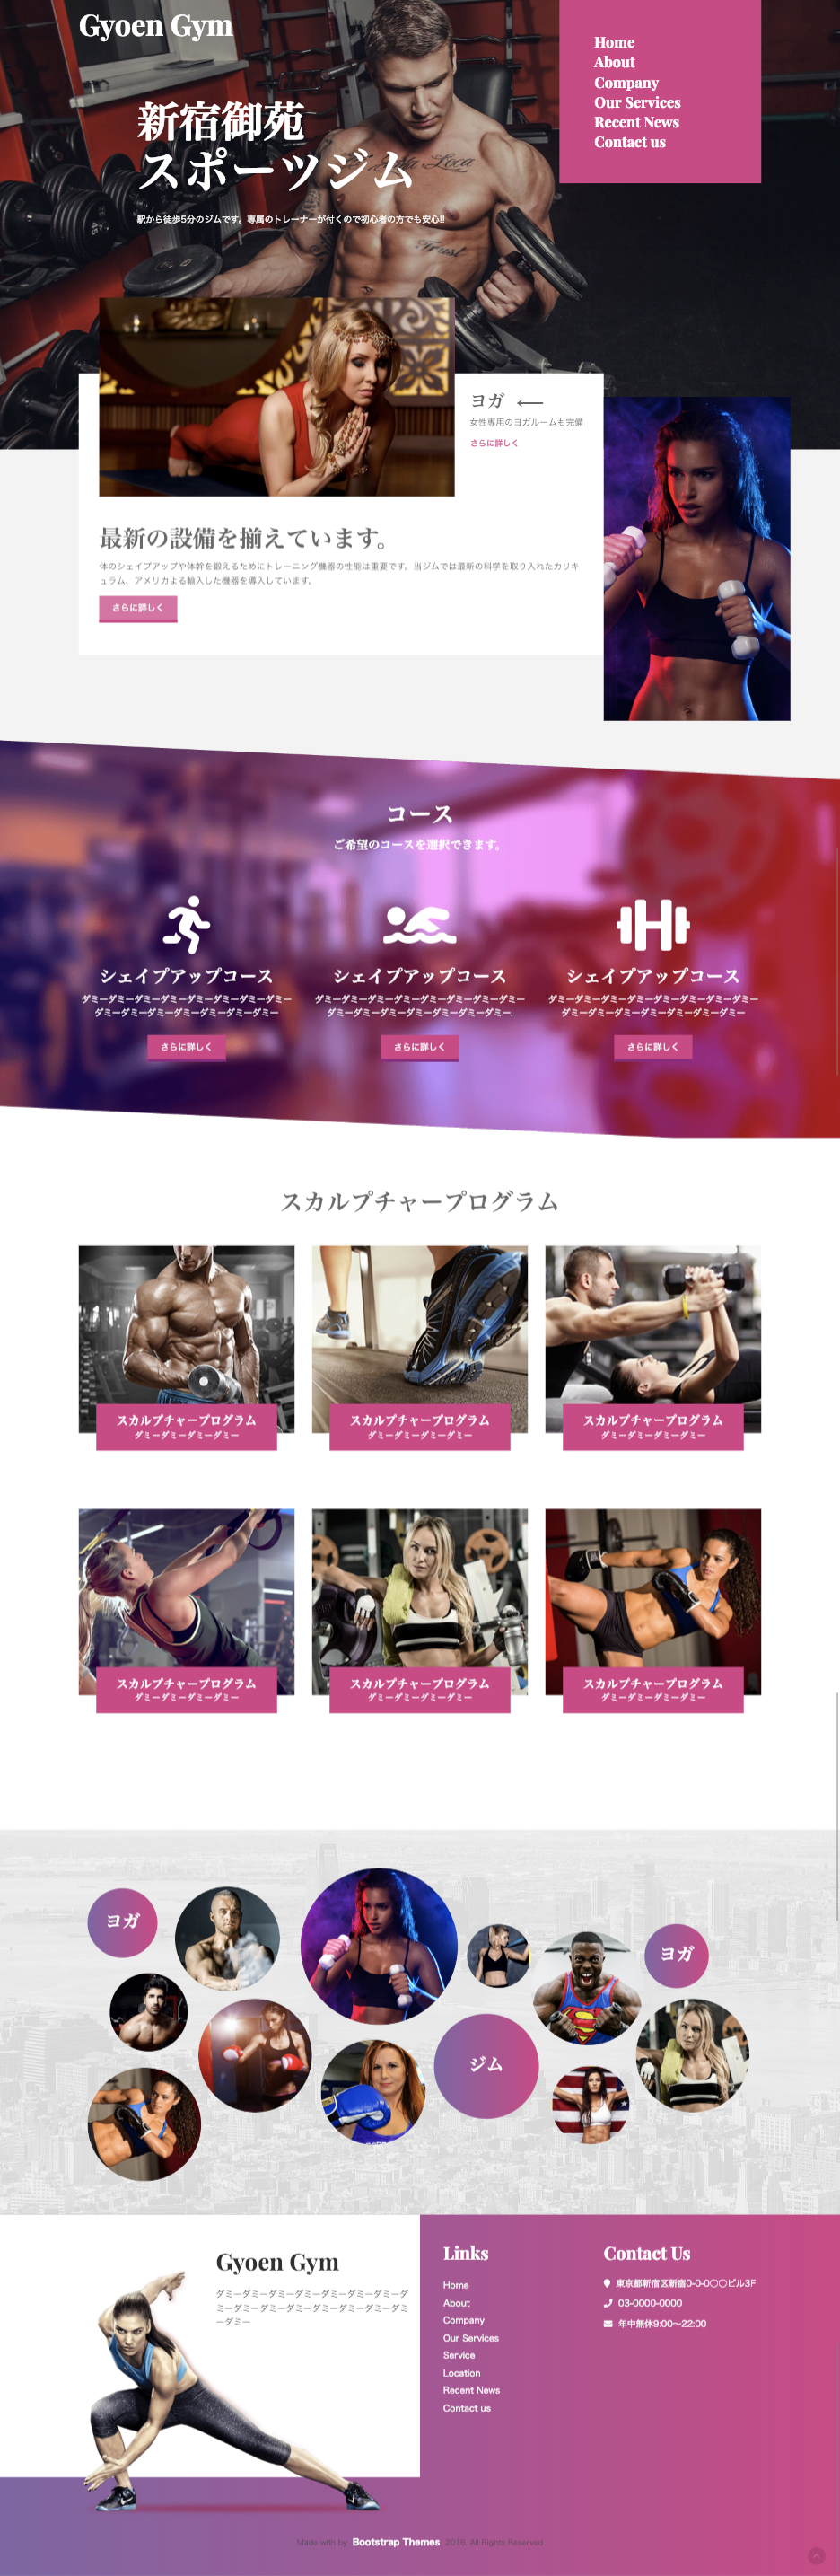 Gyoen Gym
Home
About
Company
Our Services
Recent News
Contact us
新宿御苑
スポーツジム
駅から徒歩5分のジムです。専属のトレーナーが付くので初心者の方でも安心!!
ヨガ
女性専用のヨガルームも完備
さらに詳しく
最新の設備を揃えています。
体のシェイプアップや体幹を鍛えるためにトレーニング機器の性能は重要です。当ジムでは最新の科学を取り入れたカリキ
ュラム、アメリカよる輸入した機器を導入しています。
さらに詳しく
コース
ご希望のコースを選択できます。
シェイプアップコース
ダミーダミーダミーダミーダミーダミーダミーダミー
ダミーダミーダミーダミーダミーダミーダミー
さらに詳しく
シェイプアップコース
ダミーダミーダミーダミーダミーダミーダミーダミー
ダミーダミーダミーダミーダミーダミーダミー.
さらに詳しく
シェイプアップコース
ダミーダミーダミーダミーダミーダミーダミーダミー
ダミーダミーダミーダミーダミーダミーダミー
さらに詳しく
スカルプチャープログラム
スカルプチャープログラム
ダミーダミーダミーダミー
スカルプチャープログラム
ダミーダミーダミーダミー
スカルプチャープログラム
ダミーダミーダミーダミー
スカルプチャープログラム
ダミーダミーダミーダミー
スカルプチャープログラム
ダミーダミーダミーダミー
スカルプチャープログラム
ダミーダミーダミーダミー
ヨガ
ヨガ
ジム
Gyoen Gym
ダミーダミーダミーダミーダミーダミーダミーダ
ミーダミーダミーダミーダミーダミーダミーダミ
ーダミー
Links
Home
About
Company
Our Services
Service
Location
Recent News
Contact us
Contact Us
東京都新宿区新宿0-0-0〇〇ビル3F
03-0000-0000
年中無休9:00〜22:00
Made with by Bootstrap Themes 2016. All Rights Reserved